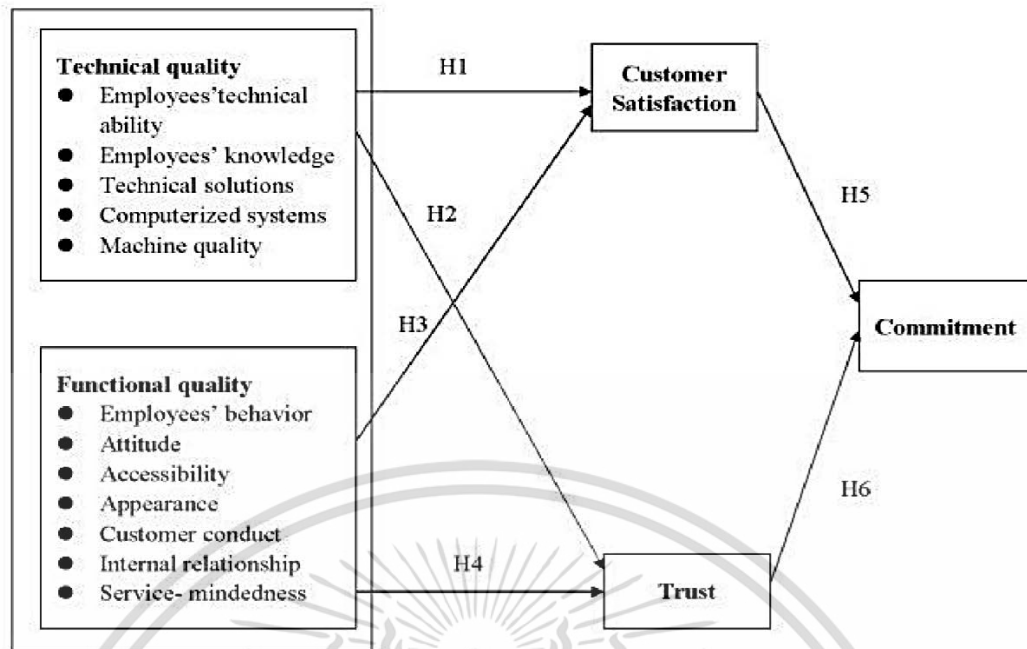 Technical quality
● Employees'technical
ability
● Employees' knowledge
● Technical solutions
● Computerized systems
● Machine quality
Functional quality
● Employees' behavior
● Attitude
● Accessibility
● Appearance
● Customer conduct
● Internal relationship
● Service- mindedness
H1
H2
H3
H4
Customer
Satisfaction
Trust
H5
H6
Commitment